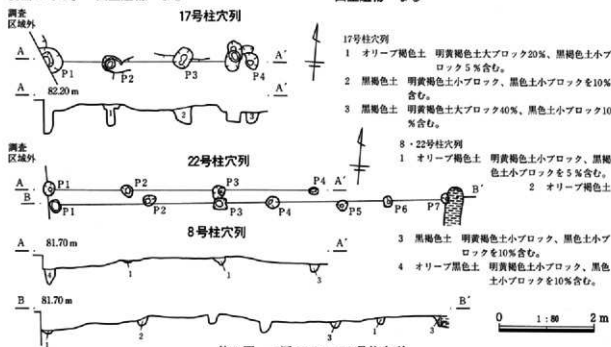 17号柱穴列
調査
区域外
A
A′
P1
P2
P3
P4
A
82.20m
A′
1
2
3
17号柱穴列
1 オリーブ褐色土 明黄褐色土大ブロック20%、黒褐色土小ブ
ロック5%含む。
2 黒褐色土 明黄褐色土小ブロック、黒色土小ブロックを10%
含む。
3 黒褐色土 明黄褐色土大ブロック40%、黒色土小ブロック10
%含む。
調査
区域外
22号柱穴列
A
P1
P2
P3
P4
A′
B
P1
P2
P3
P4
P5
P6
P7
B′
8号柱穴列
A
81.70m
A′
4
1
1
3
B
81.70m
B′
1
2
3
1
3
8・22号柱穴列
1 オリーブ褐色土 明黄褐色土小ブロック、黒褐
色土小ブロックを5%含む。
2 オリーブ褐色土
3 黒褐色土 明黄褐色土小ブロック、黒色土小ブ
ロックを10%含む。
4 オリーブ黒色土 明黄褐色土小ブロック、黒色
土小ブロックを10%含む。
0 1:80 2m